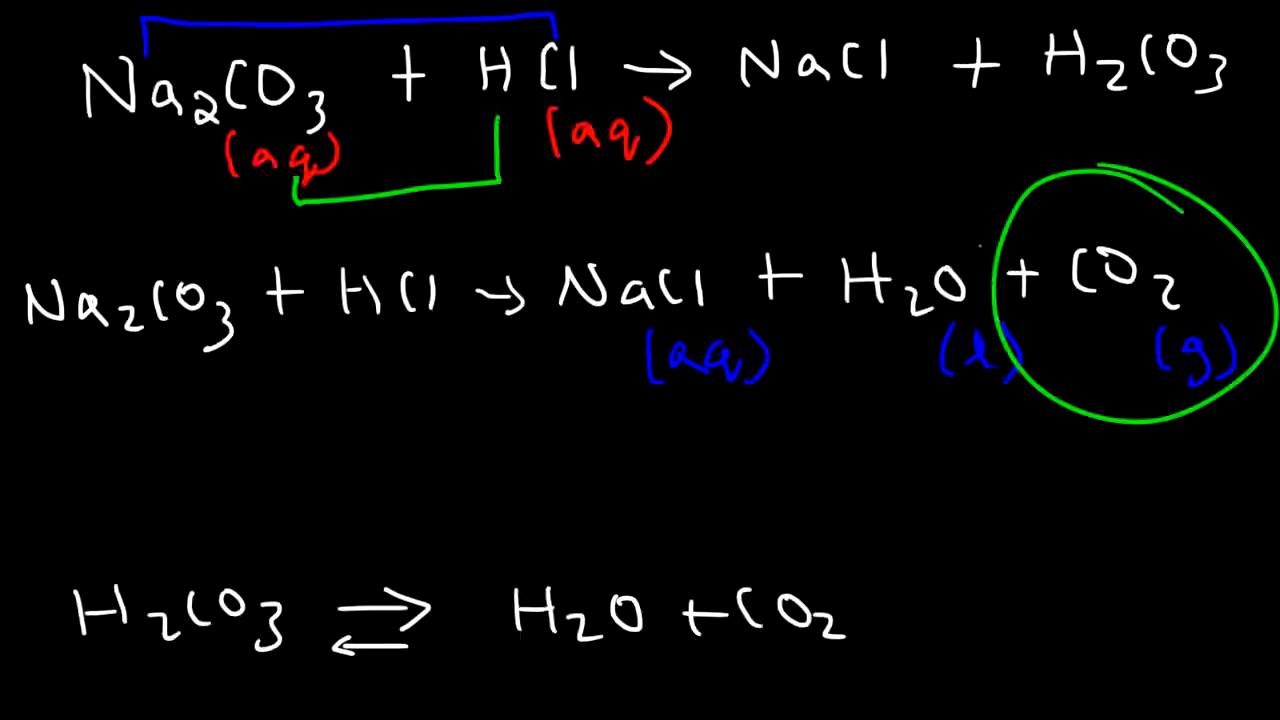 Na₂CO₃ + HCl → NaCl + H₂CO₃
(aq) (aq)
Na₂CO₃ + HCl → NaCl + H₂O + CO₂
(aq) (l) (g)
H₂CO₃ ⇌ H₂O + CO₂